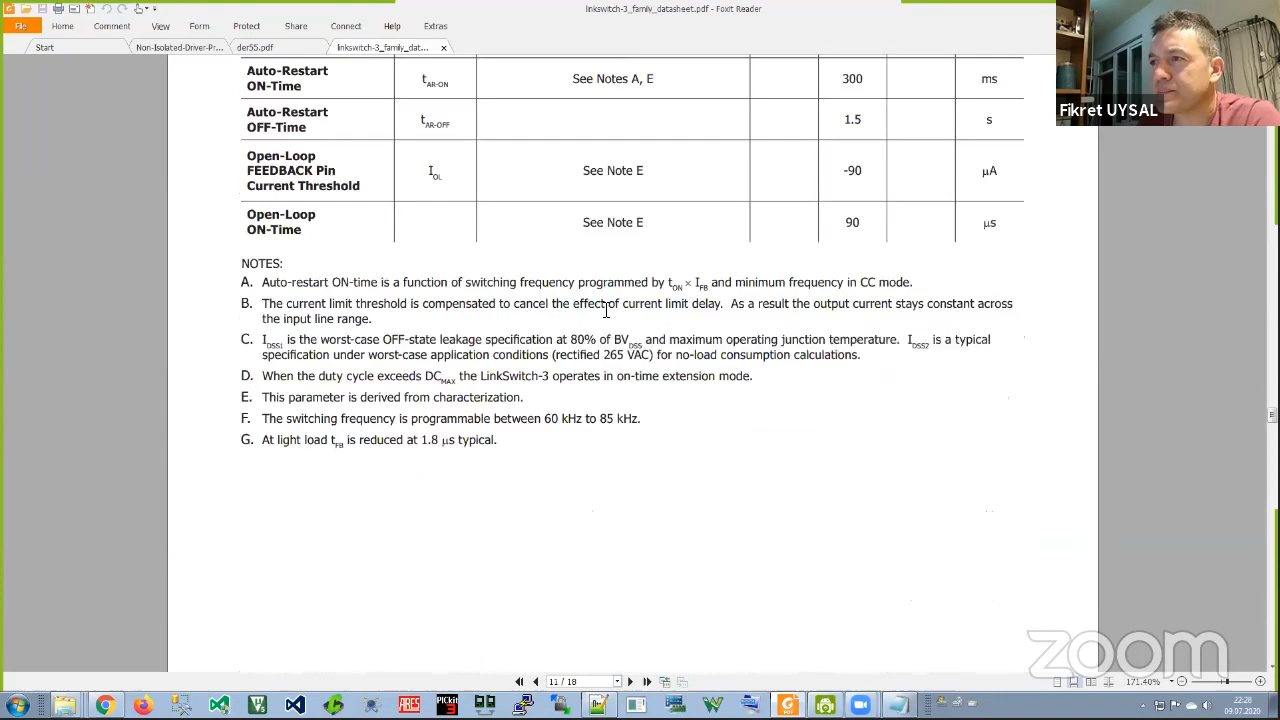 linkswitch-3_family_datasheet.pdf - Foxit Reader
File Home Comment View Form Protect Share Connect Help Extras
Start Non-Isolated-Driver-Pr... der55.pdf linkswitch-3_family_dat...
Auto-Restart ON-Time tAR-ON See Notes A, E 300 ms
Auto-Restart OFF-Time tAR-OFF 1.5 s
Open-Loop FEEDBACK Pin Current Threshold IOL See Note E -90 μA
Open-Loop ON-Time See Note E 90 μs
NOTES:
A. Auto-restart ON-time is a function of switching frequency programmed by tON × IFB and minimum frequency in CC mode.
B. The current limit threshold is compensated to cancel the effect of current limit delay. As a result the output current stays constant across
the input line range.
C. IDSS1 is the worst-case OFF-state leakage specification at 80% of BVDSS and maximum operating junction temperature. IDSS2 is a typical
specification under worst-case application conditions (rectified 265 VAC) for no-load consumption calculations.
D. When the duty cycle exceeds DCMAX the LinkSwitch-3 operates in on-time extension mode.
E. This parameter is derived from characterization.
F. The switching frequency is programmable between 60 kHz to 85 kHz.
G. At light load tFB is reduced at 1.8 μs typical.
Fikret UYSAL
zoom
11 / 18
171.40%
ARES
PICkit 3
22:28
09.07.2020